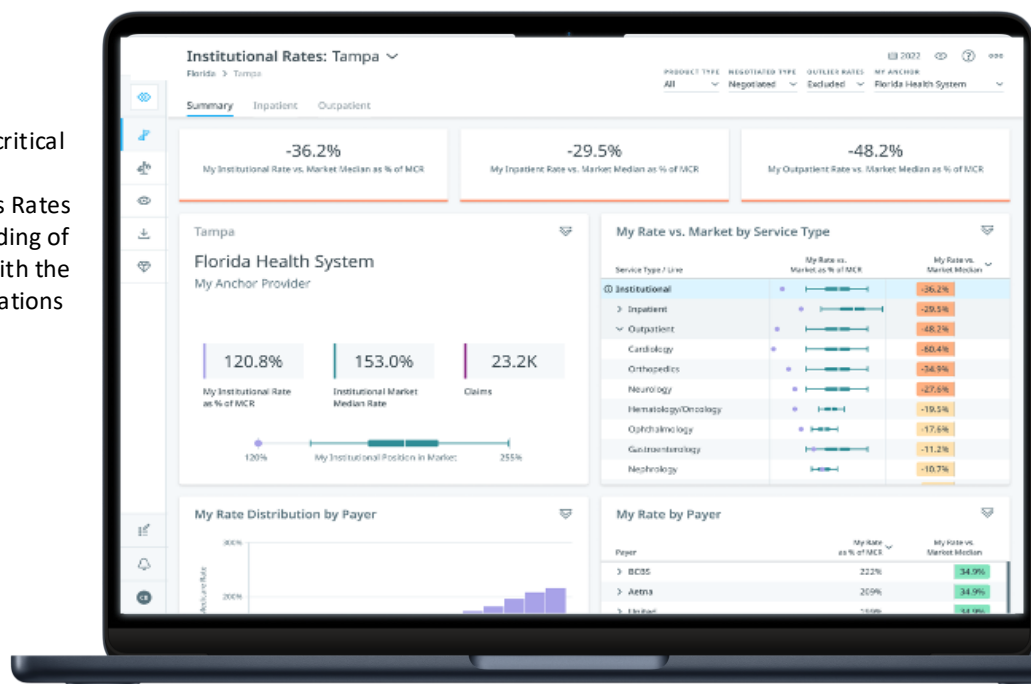 critical
s Rates
ding of
ith the
ations
Institutional Rates: Tampa
Florida > Tampa
2022
PRODUCT TYPE NEGOTIATED TYPE OUTLIER RATES MY ANCHOR
All Negotiated Excluded Florida Health System
Summary Inpatient Outpatient
-36.2%
My Institutional Rate vs. Market Median as % of MCR
-29.5%
My Inpatient Rate vs. Market Median as % of MCR
-48.2%
My Outpatient Rate vs. Market Median as % of MCR
Tampa
Florida Health System
My Anchor Provider
120.8%
My Institutional Rate
as % of MCR
153.0%
Institutional Market
Median Rate
23.2K
Claims
120% My Institutional Position in Market 255%
My Rate vs. Market by Service Type
Service Type / Line
My Rate vs.
Market as % of MCR
My Rate vs.
Market Median
Institutional -36.2%
> Inpatient -29.5%
Outpatient -48.2%
Cardiology -60.4%
Orthopedics -34.9%
Neurology -27.6%
Hematology/Oncology -19.5%
Ophthalmology -17.6%
Gastroenterology -11.2%
Nephrology -10.7%
My Rate Distribution by Payer
300%
200%
Medicare Rate
My Rate by Payer
Payer
My Rate
as % of MCR
My Rate vs.
Market Median
> BCBS 222% 34.9%
> Aetna 209% 34.9%
> United 199% 34.9%
CB